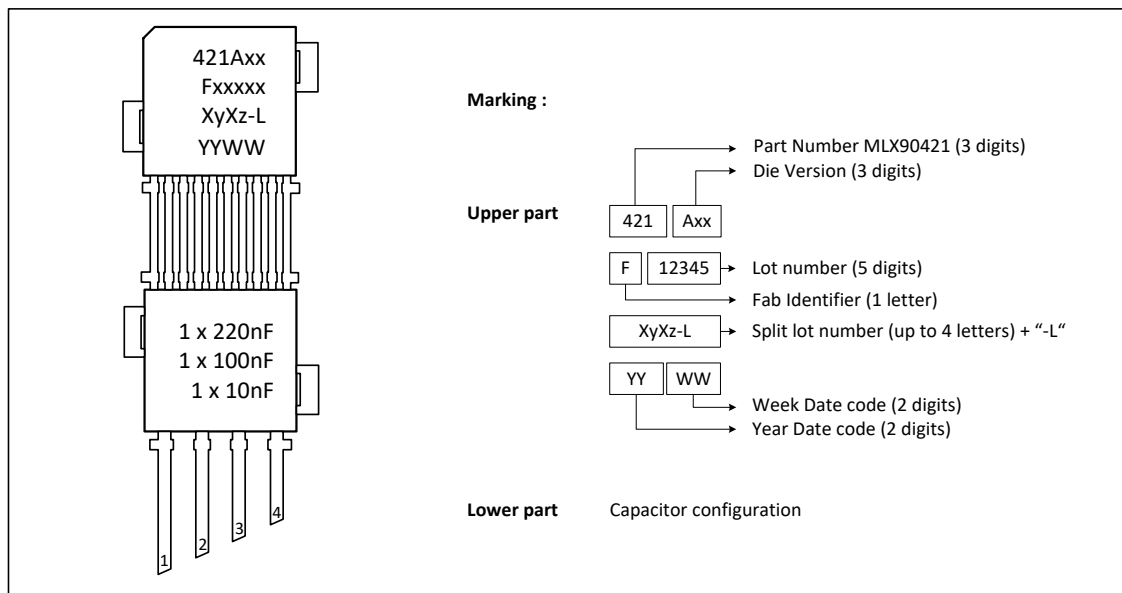 421Axx
Fxxxxx
XyXz-L
YYWW
1 x 220nF
1 x 100nF
1 x 10nF
1
2
3
4
Marking :
Part Number MLX90421 (3 digits)
Die Version (3 digits)
Upper part
421 Axx
F 12345 Lot number (5 digits)
Fab Identifier (1 letter)
XyXz-L Split lot number (up to 4 letters) + “-L“
YY WW
Week Date code (2 digits)
Year Date code (2 digits)
Lower part Capacitor configuration